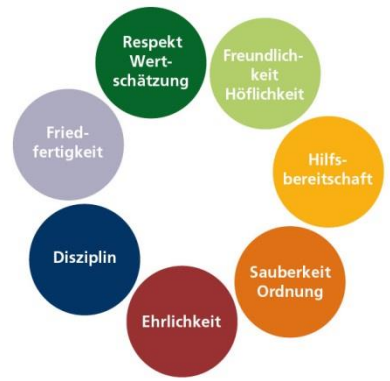 Respekt
Wert-
schätzung
Freundlich-
keit
Höflichkeit
Hilfs-
bereitschaft
Sauberkeit
Ordnung
Ehrlichkeit
Disziplin
Fried-
fertigkeit